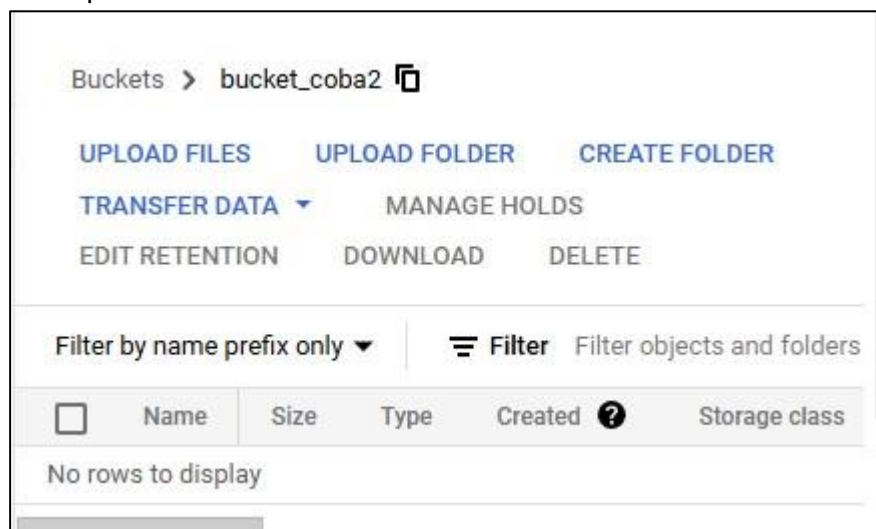 Buckets > bucket_coba2
UPLOAD FILES UPLOAD FOLDER CREATE FOLDER
TRANSFER DATA MANAGE HOLDS
EDIT RETENTION DOWNLOAD DELETE
Filter by name prefix only Filter Filter objects and folders
Name Size Type Created Storage class
No rows to display